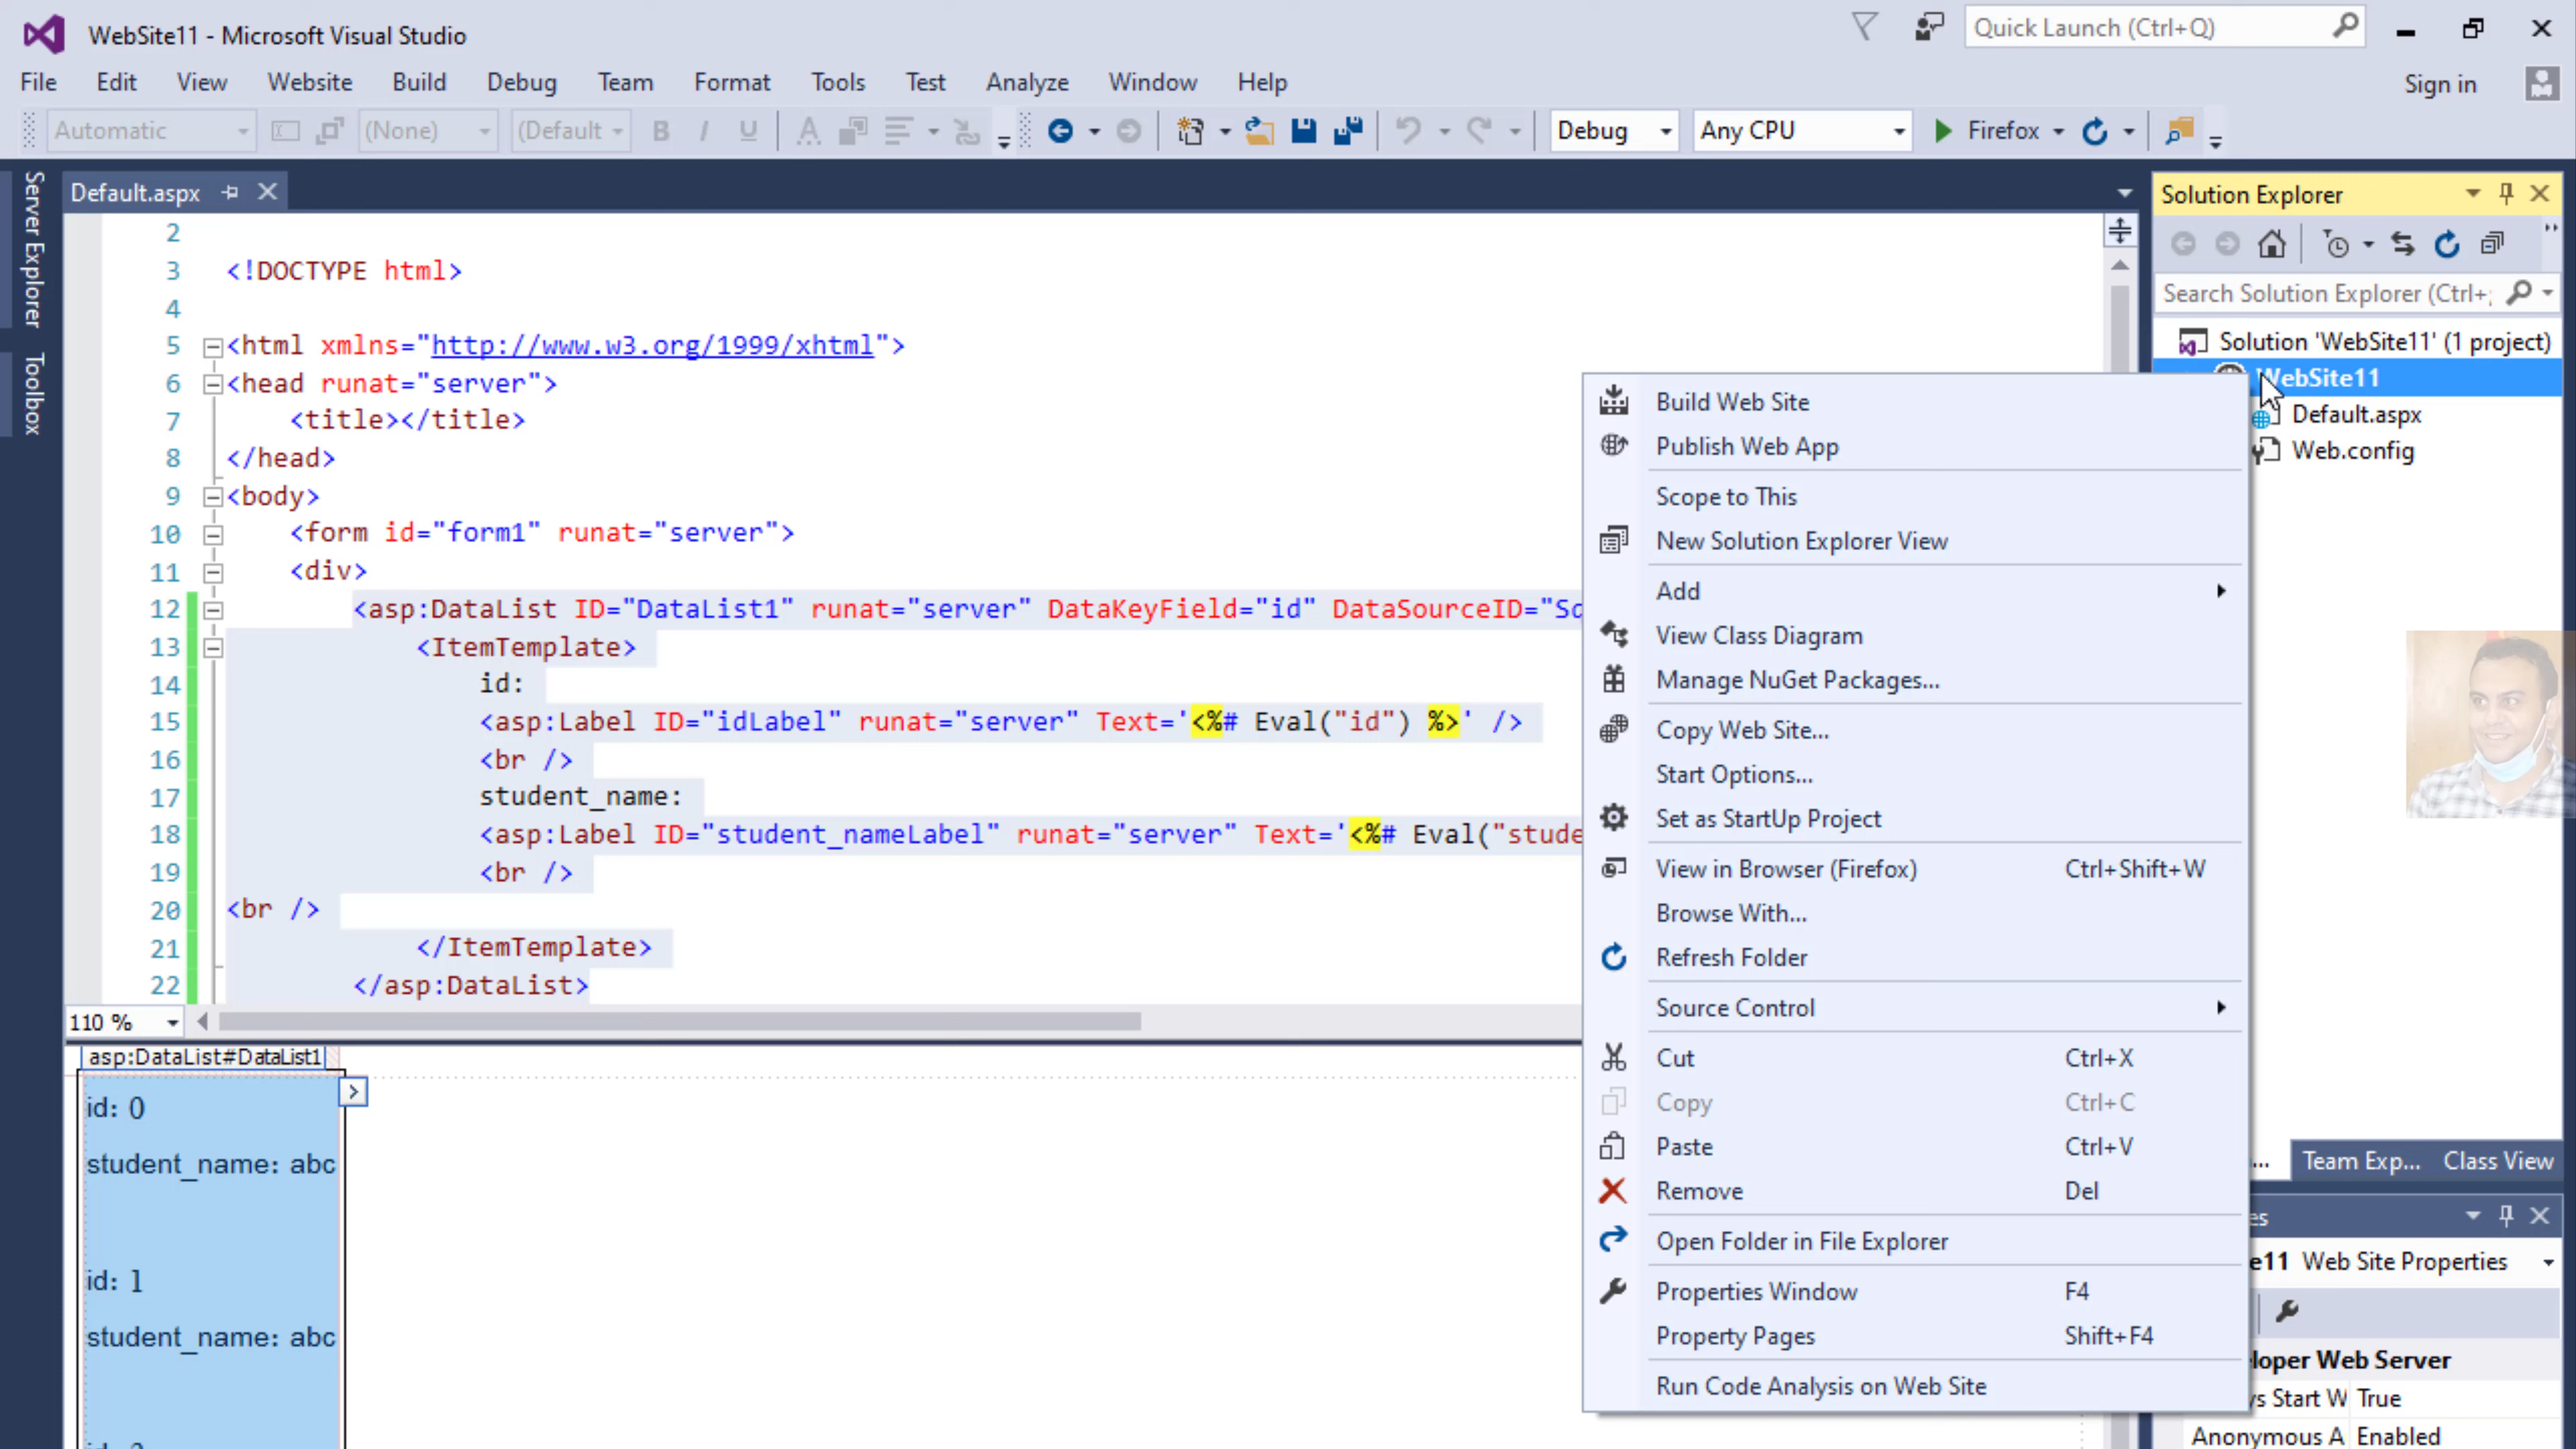 WebSite11 - Microsoft Visual Studio
Quick Launch (Ctrl+Q)
File Edit View Website Build Debug Team Format Tools Test Analyze Window Help
Sign in
Automatic (None) (Default Debug Any CPU Firefox
Server Explorer
Toolbox
Default.aspx
2
3 <!DOCTYPE html>
4
5 <html xmlns="http://www.w3.org/1999/xhtml">
6 <head runat="server">
7 <title></title>
8 </head>
9 <body>
10 <form id="form1" runat="server">
11 <div>
12 <asp:DataList ID="DataList1" runat="server" DataKeyField="id" DataSourceID="
13 <ItemTemplate>
14 id:
15 <asp:Label ID="idLabel" runat="server" Text='<%# Eval("id") %>' />
16 <br />
17 student_name:
18 <asp:Label ID="student_nameLabel" runat="server" Text='<%# Eval("stude
19 <br />
20 <br />
21 </ItemTemplate>
22 </asp:DataList>
110 %
asp:DataList#DataList1
id: 0
student_name: abc
id: 1
student_name: abc
Build Web Site
Publish Web App
Scope to This
New Solution Explorer View
Add
View Class Diagram
Manage NuGet Packages...
Copy Web Site...
Start Options...
Set as StartUp Project
View in Browser (Firefox) Ctrl+Shift+W
Browse With...
Refresh Folder
Source Control
Cut Ctrl+X
Copy Ctrl+C
Paste Ctrl+V
Remove Del
Open Folder in File Explorer
Properties Window F4
Property Pages Shift+F4
Run Code Analysis on Web Site
Solution Explorer
Search Solution Explorer (Ctrl+;
Solution 'WebSite11' (1 project)
WebSite11
Default.aspx
Web.config
... Team Exp... Class View
es
e11 Web Site Properties
loper Web Server
ys Start W True
Anonymous A Enabled